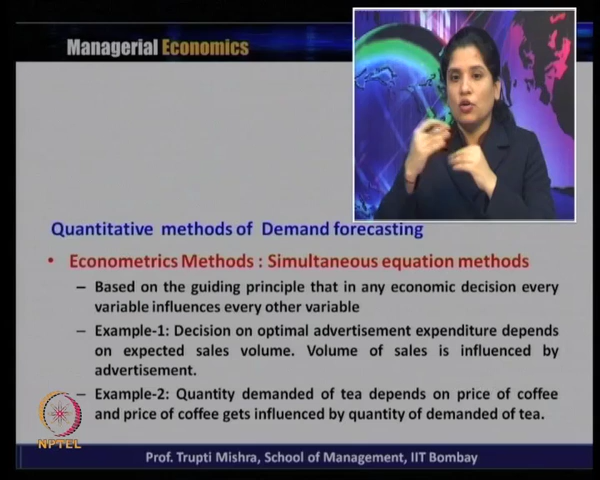 Managerial Economics
Quantitative methods of Demand forecasting
• Econometrics Methods : Simultaneous equation methods
– Based on the guiding principle that in any economic decision every
variable influences every other variable
– Example-1: Decision on optimal advertisement expenditure depends
on expected sales volume. Volume of sales is influenced by
advertisement.
– Example-2: Quantity demanded of tea depends on price of coffee
and price of coffee gets influenced by quantity of demanded of tea.
NPTEL
Prof. Trupti Mishra, School of Management, IIT Bombay